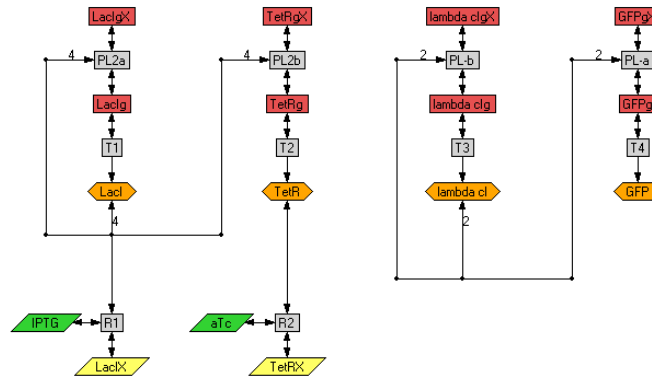 LacIgX TetRgX lambda cIgX GFPgX
4 PL2a 4 PL2b 2 PL-b 2 PL-a
LacIg TetRg lambda cIg GFPg
T1 T2 T3 T4
LacI TetR lambda cI GFP
4 2
IPTG R1 aTc R2
LacIX TetRX